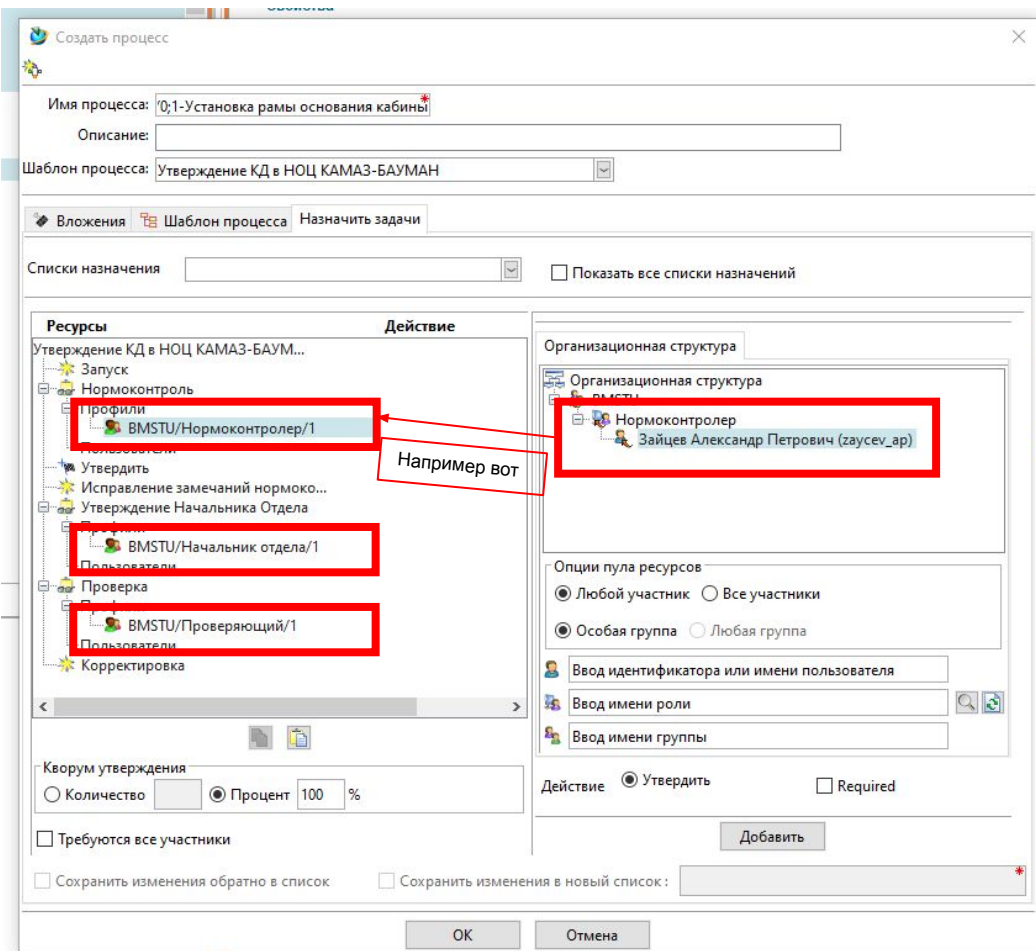 Создать процесс
Имя процесса: '0;1-Установка рамы основания кабины *
Описание:
Шаблон процесса: Утверждение КД в НОЦ КАМАЗ-БАУМАН
Вложения Шаблон процесса Назначить задачи
Списки назначения Показать все списки назначений
Ресурсы Действие
Утверждение КД в НОЦ КАМАЗ-БАУМ...
Запуск
Нормоконтроль
Профили
BMSTU/Нормоконтролер/1
Пользователи
Утвердить
Исправление замечаний нормоко...
Утверждение Начальника Отдела
Профили
BMSTU/Начальник отдела/1
Пользователи
Проверка
Профили
BMSTU/Проверяющий/1
Пользователи
Корректировка
Например вот
Кворум утверждения
Количество Процент 100 %
Требуются все участники
Организационная структура
Организационная структура
BMSTU
Нормоконтролер
Зайцев Александр Петрович (zaycev_ap)
Опции пула ресурсов
Любой участник Все участники
Особая группа Любая группа
Ввод идентификатора или имени пользователя
Ввод имени роли
Ввод имени группы
Действие Утвердить Required
Добавить
Сохранить изменения обратно в список Сохранить изменения в новый список : *
OK Отмена